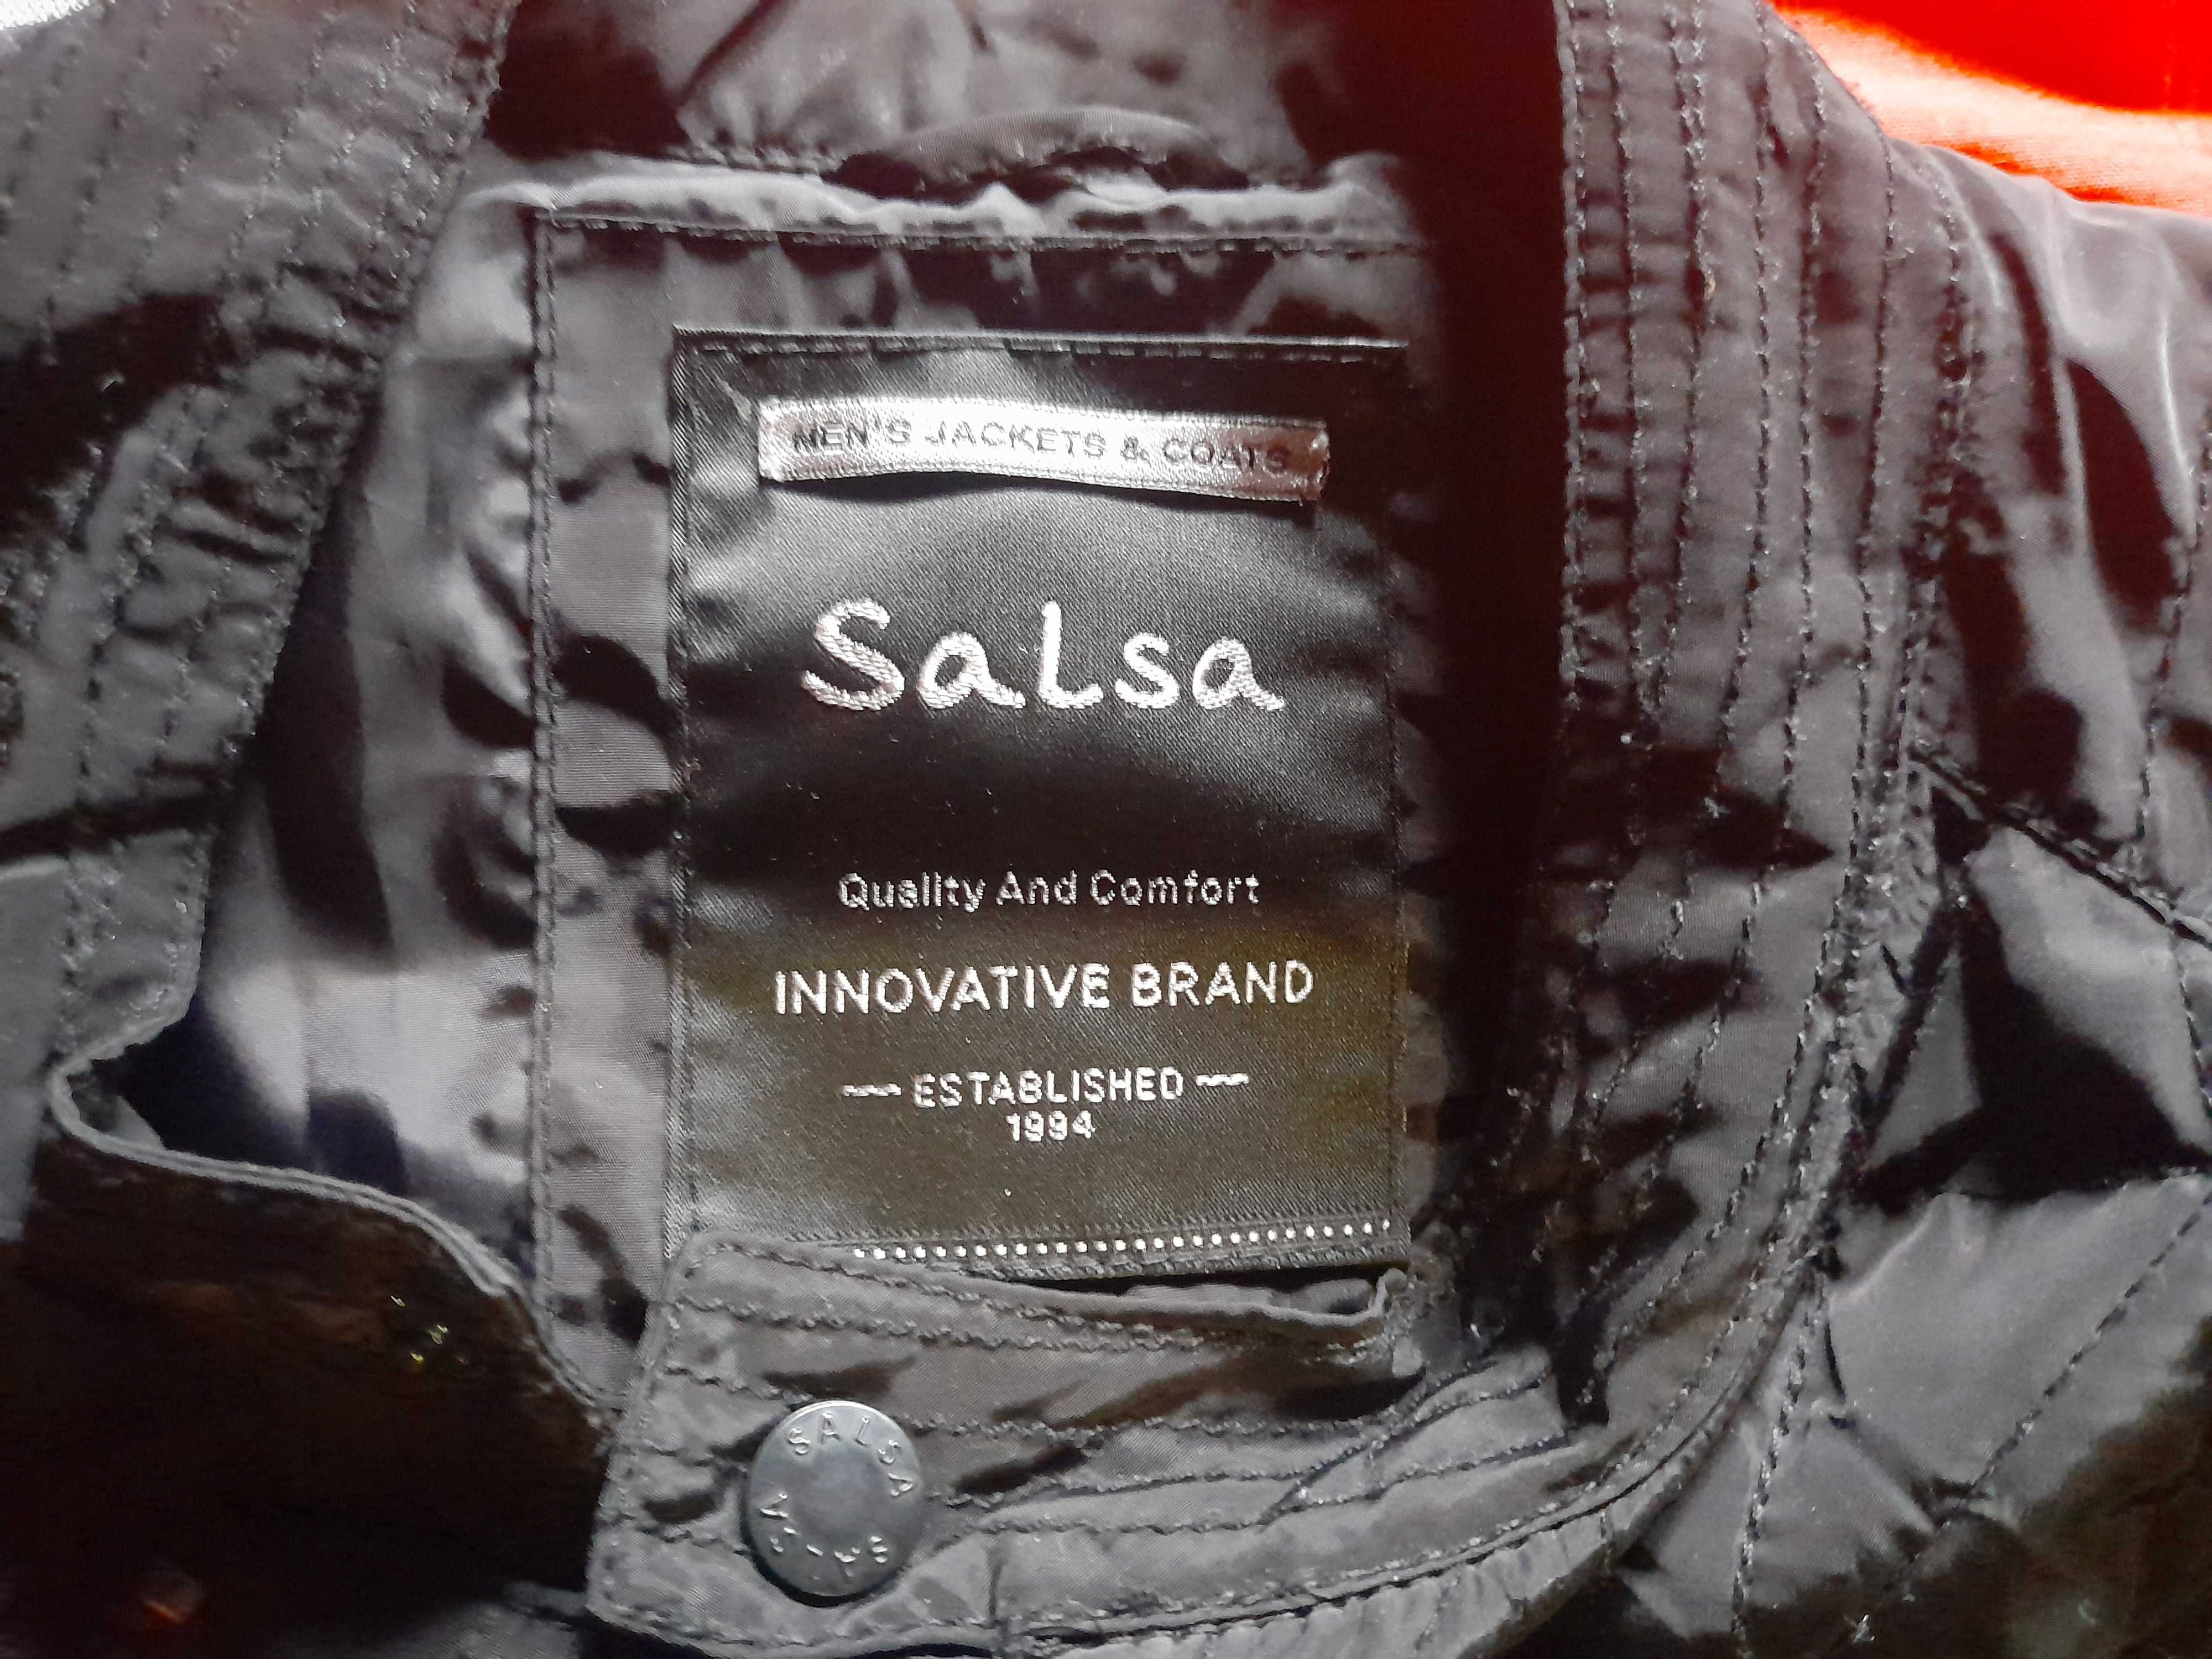 MEN'S JACKETS & COATS
SaLsa
Quality And Comfort
INNOVATIVE BRAND
ESTABLISHED
1994
SALSA
SALSA